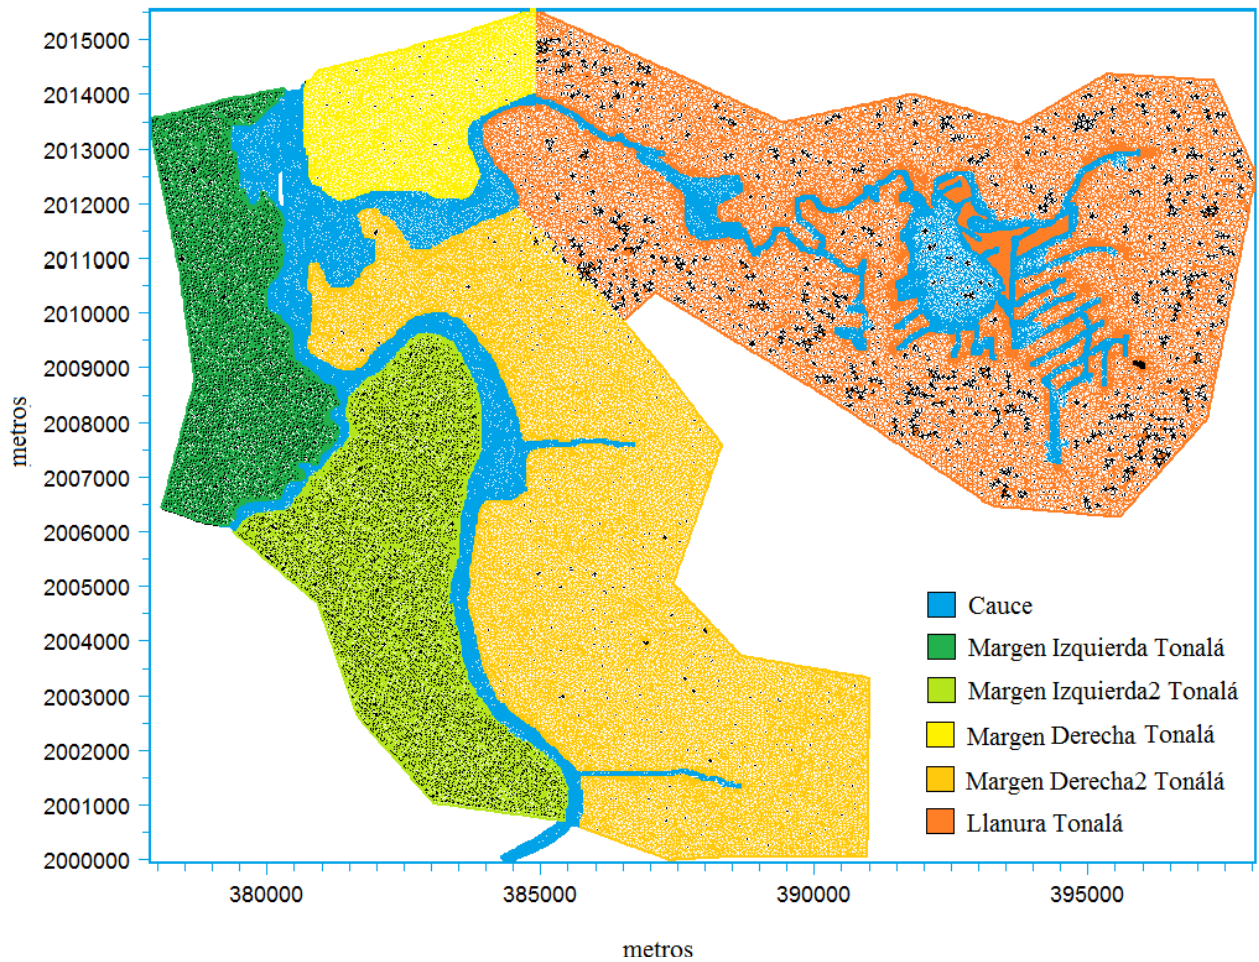 2015000
2014000
2013000
2012000
2011000
2010000
2009000
2008000
2007000
2006000
2005000
2004000
2003000
2002000
2001000
2000000
metros
Cauce
Margen Izquierda Tonalá
Margen Izquierda2 Tonalá
Margen Derecha Tonalá
Margen Derecha2 Tonálá
Llanura Tonalá
380000 385000 390000 395000
metros